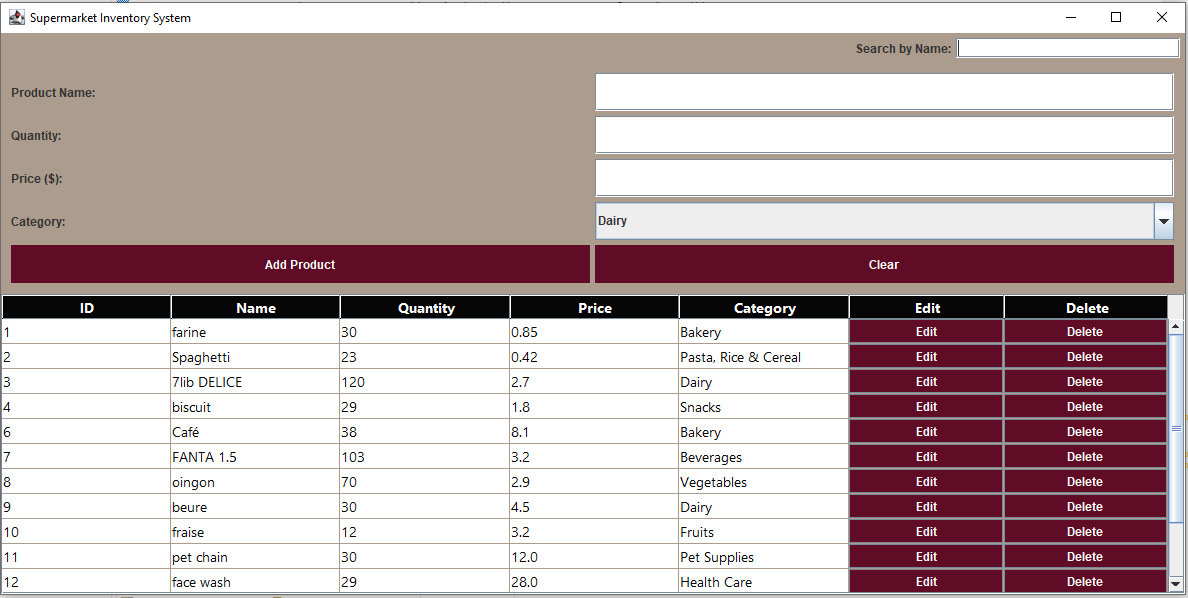 Supermarket Inventory System
Search by Name:
Product Name:
Quantity:
Price ($):
Category: Dairy
Add Product Clear
ID Name Quantity Price Category Edit Delete
1 farine 30 0.85 Bakery Edit Delete
2 Spaghetti 23 0.42 Pasta, Rice & Cereal Edit Delete
3 7lib DELICE 120 2.7 Dairy Edit Delete
4 biscuit 29 1.8 Snacks Edit Delete
6 Café 38 8.1 Bakery Edit Delete
7 FANTA 1.5 103 3.2 Beverages Edit Delete
8 oingon 70 2.9 Vegetables Edit Delete
9 beure 30 4.5 Dairy Edit Delete
10 fraise 12 3.2 Fruits Edit Delete
11 pet chain 30 12.0 Pet Supplies Edit Delete
12 face wash 29 28.0 Health Care Edit Delete